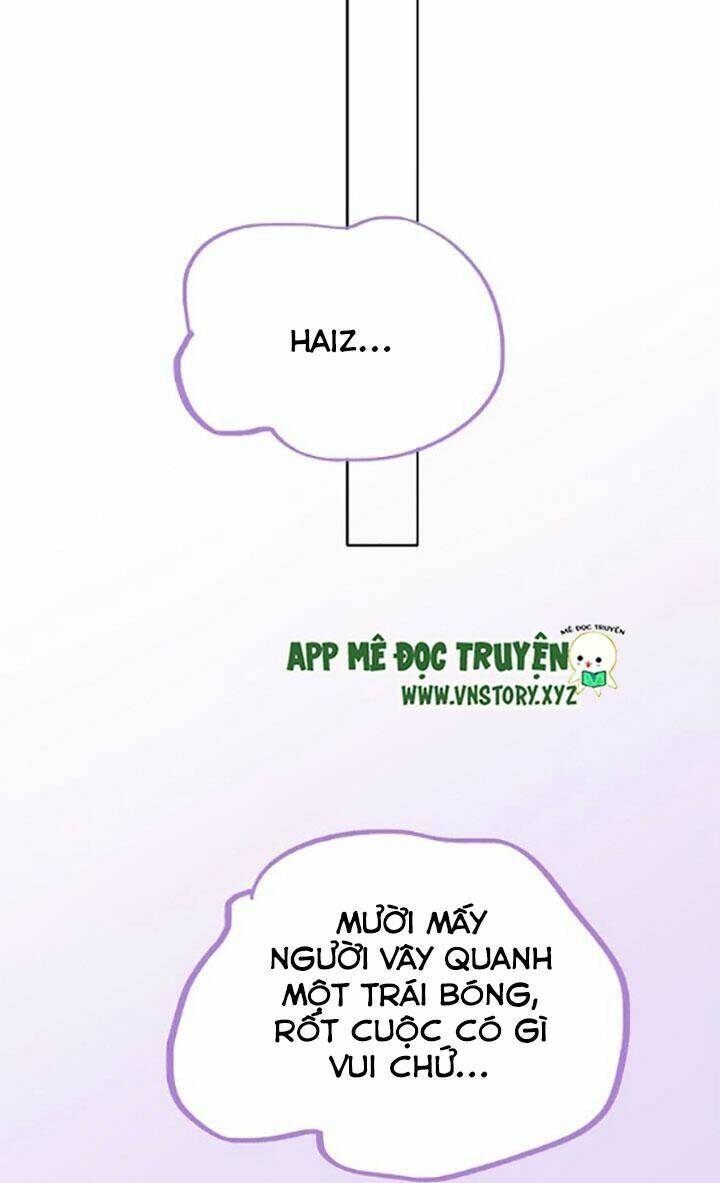 HAIZ...
MÊ ĐỌC TRUYỆN
APP MÊ ĐỌC TRUYỆN
WWW.VNSTORY.XYZ
MƯỜI MẤY
NGƯỜI VÂY QUANH
MỘT TRÁI BÓNG,
RỐT CUỘC CÓ GÌ
VUI CHỨ...